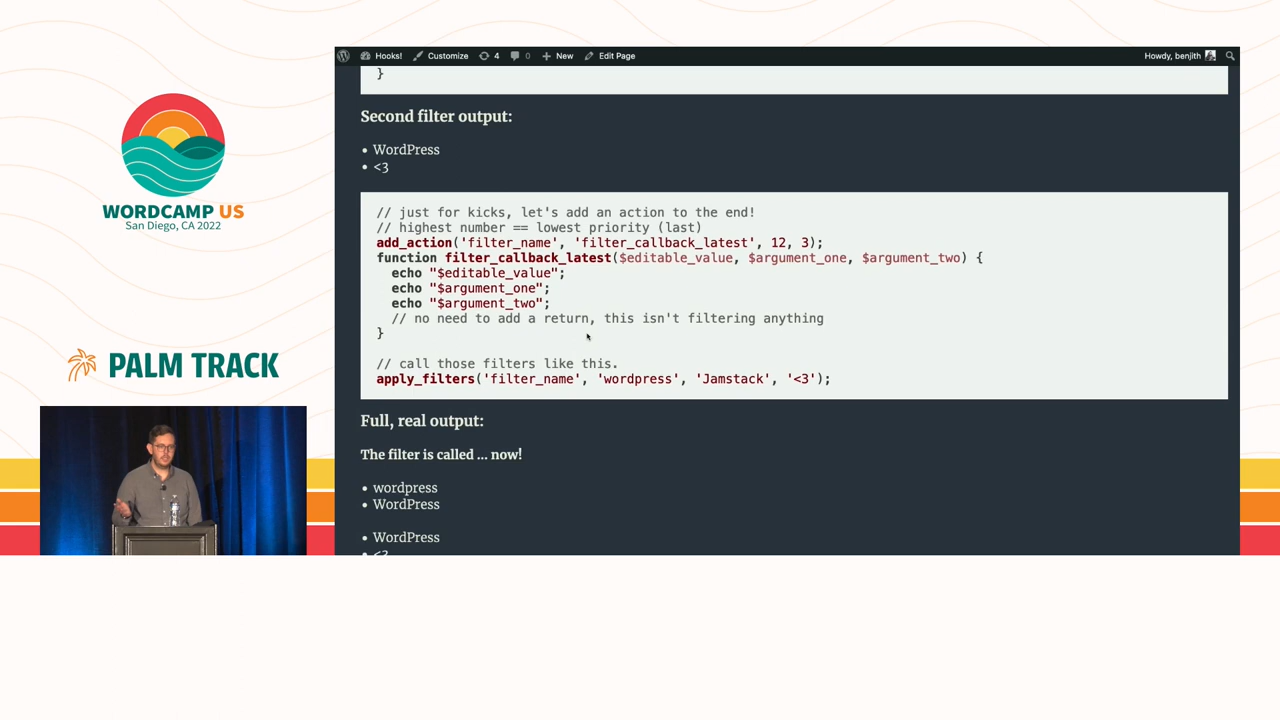 Hooks!
Customize
4
0
New
Edit Page
Howdy, benjith
}
WORDCAMP US
San Diego, CA 2022
PALM TRACK
Second filter output:
• WordPress
• <3
// just for kicks, let's add an action to the end!
// highest number == lowest priority (last)
add_action('filter_name', 'filter_callback_latest', 12, 3);
function filter_callback_latest($editable_value, $argument_one, $argument_two) {
echo "$editable_value";
echo "$argument_one";
echo "$argument_two";
// no need to add a return, this isn't filtering anything
}
// call those filters like this.
apply_filters('filter_name', 'wordpress', 'Jamstack, '<3');
Full, real output:
The filter is called ... now!
• wordpress
• WordPress
• WordPress
• <3